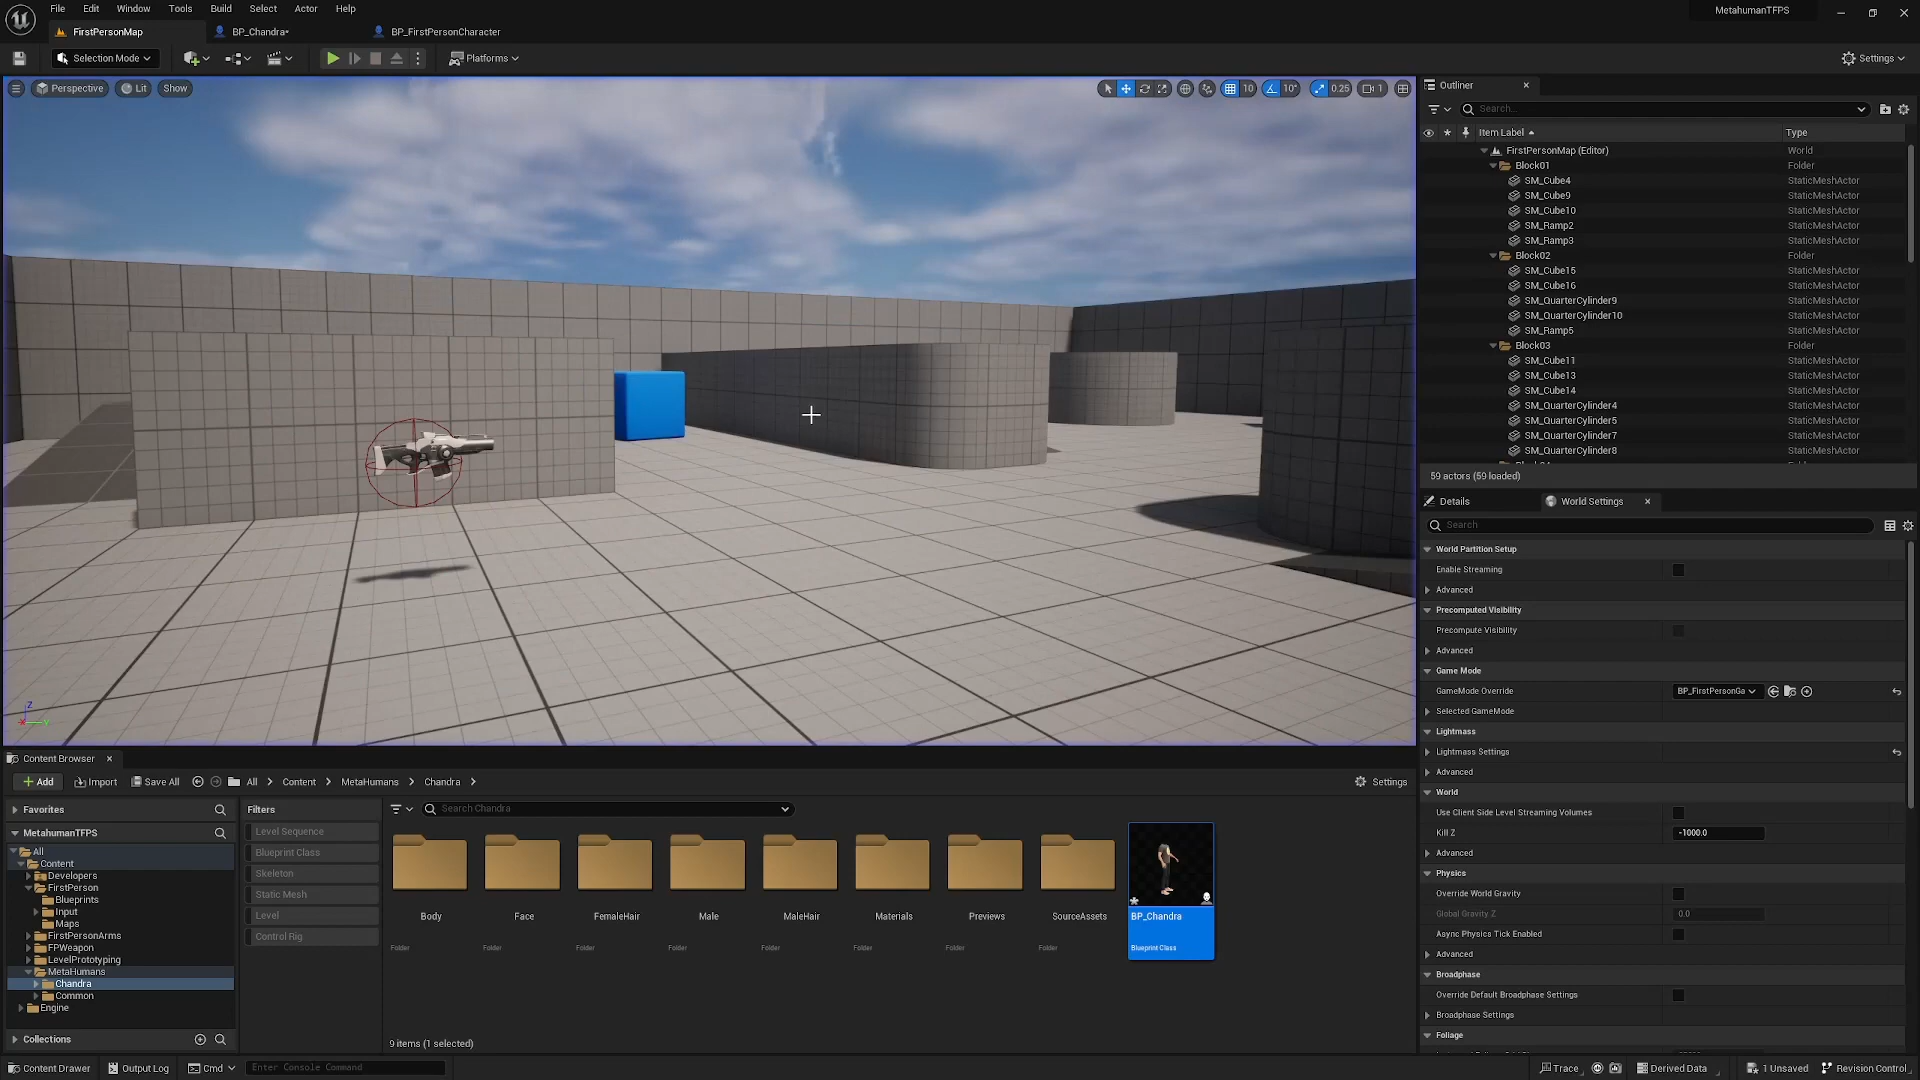 File Edit Window Tools Build Select Actor Help
MetahumanTFPS
FirstPersonMap
BP_Chandra*
BP_FirstPersonCharacter
Selection Mode
Platforms
Settings
Perspective
Lit
Show
10
10°
0.25
1
Outliner
Search...
Item Label
Type
FirstPersonMap (Editor) World
Block01 Folder
SM_Cube4 StaticMeshActor
SM_Cube9 StaticMeshActor
SM_Cube10 StaticMeshActor
SM_Ramp2 StaticMeshActor
SM_Ramp3 StaticMeshActor
Block02 Folder
SM_Cube15 StaticMeshActor
SM_Cube16 StaticMeshActor
SM_QuarterCylinder9 StaticMeshActor
SM_QuarterCylinder10 StaticMeshActor
SM_Ramp5 StaticMeshActor
Block03 Folder
SM_Cube11 StaticMeshActor
SM_Cube13 StaticMeshActor
SM_Cube14 StaticMeshActor
SM_QuarterCylinder4 StaticMeshActor
SM_QuarterCylinder5 StaticMeshActor
SM_QuarterCylinder7 StaticMeshActor
SM_QuarterCylinder8 StaticMeshActor
59 actors (59 loaded)
Details
World Settings
Search
World Partition Setup
Enable Streaming
Advanced
Precomputed Visibility
Precompute Visibility
Advanced
Game Mode
GameMode Override BP_FirstPersonGa
Selected GameMode
Lightmass
Lightmass Settings
Advanced
World
Use Client Side Level Streaming Volumes
Kill Z -1000.0
Advanced
Physics
Override World Gravity
Global Gravity Z 0.0
Async Physics Tick Enabled
Advanced
Broadphase
Override Default Broadphase Settings
Broadphase Settings
Foliage
Z
X
Y
Content Browser
Add
Import
Save All
All
Content
MetaHumans
Chandra
Settings
Favorites
MetahumanTFPS
All
Content
Developers
FirstPerson
Blueprints
Input
Maps
FirstPersonArms
FPWeapon
LevelPrototyping
MetaHumans
Chandra
Common
Engine
Collections
Filters
Level Sequence
Blueprint Class
Skeleton
Static Mesh
Level
Control Rig
Search Chandra
Body
Face
FemaleHair
Male
MaleHair
Materials
Previews
SourceAssets
BP_Chandra
Folder
Folder
Folder
Folder
Folder
Folder
Folder
Folder
Blueprint Class
9 items (1 selected)
Content Drawer
Output Log
Cmd
Enter Console Command
Trace
Derived Data
1 Unsaved
Revision Control